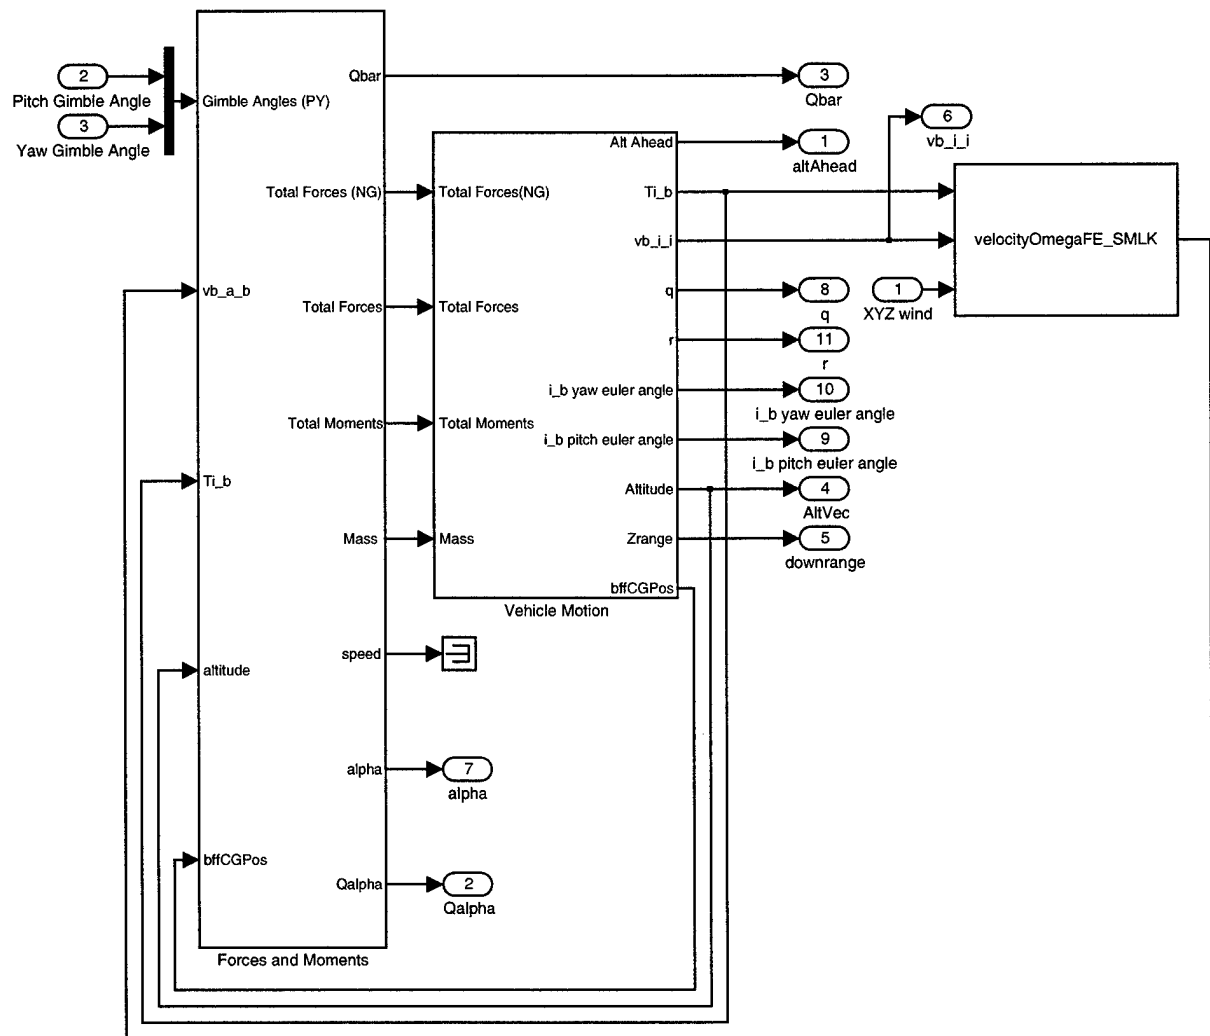 2
Pitch Gimble Angle
3
Yaw Gimble Angle
Gimble Angles (PY)
vb_a_b
Ti_b
altitude
bffCGPos
Qbar
Total Forces (NG)
Total Forces
Total Moments
Mass
speed
alpha
Qalpha
Forces and Moments
Total Forces(NG)
Total Forces
Total Moments
Mass
Alt Ahead
Ti_b
vb_i_i
q
r
i_b yaw euler angle
i_b pitch euler angle
Altitude
Zrange
bffCGPos
Vehicle Motion
3
Qbar
1
altAhead
6
vb_i_i
velocityOmegaFE_SMLK
1
XYZ wind
8
q
11
r
10
i_b yaw euler angle
9
i_b pitch euler angle
4
AltVec
5
downrange
7
alpha
2
Qalpha